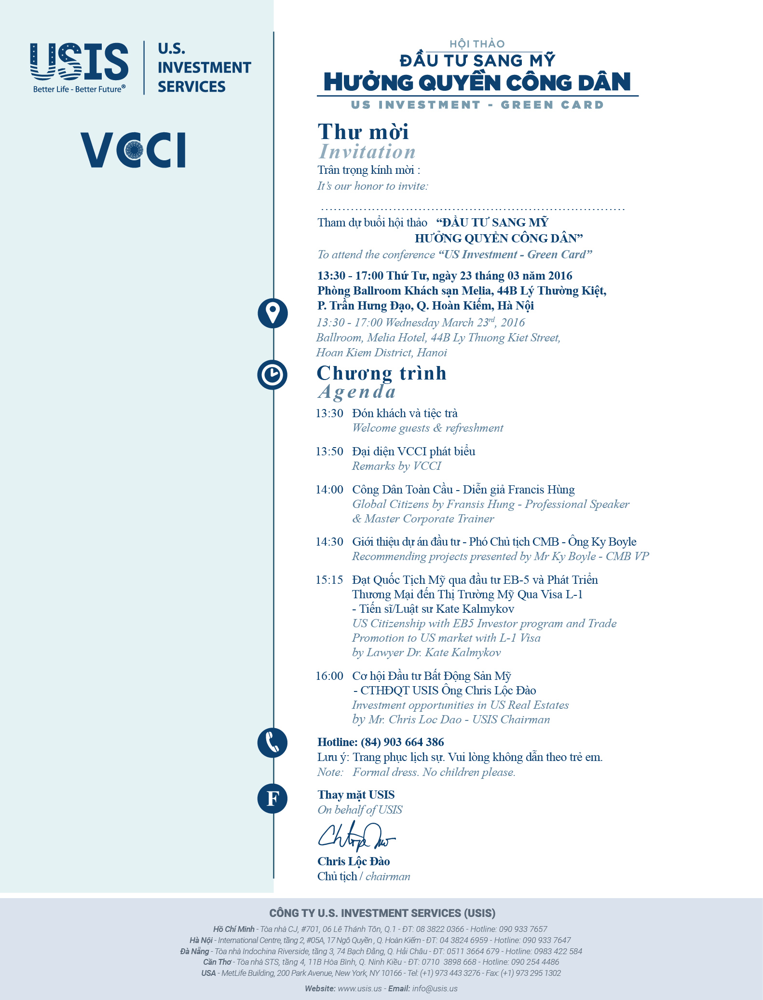 USIS
Better Life - Better Future®
U.S.
INVESTMENT
SERVICES
VCCI
HỘI THẢO
ĐẦU TƯ SANG MỸ
HƯỞNG QUYỀN CÔNG DÂN
US INVESTMENT - GREEN CARD
Thư mời
Invitation
Trân trọng kính mời :
It's our honor to invite:
Tham dự buổi hội thảo “ĐẦU TƯ SANG MỸ
HƯỞNG QUYỀN CÔNG DÂN”
To attend the conference “US Investment - Green Card”
13:30 - 17:00 Thứ Tư, ngày 23 tháng 03 năm 2016
Phòng Ballroom Khách sạn Melia, 44B Lý Thường Kiệt,
P. Trần Hưng Đạo, Q. Hoàn Kiếm, Hà Nội
13:30 - 17:00 Wednesday March 23rd, 2016
Ballroom, Melia Hotel, 44B Ly Thuong Kiet Street,
Hoan Kiem District, Hanoi
Chương trình
Agenda
13:30 Đón khách và tiệc trà
Welcome guests & refreshment
13:50 Đại diện VCCI phát biểu
Remarks by VCCI
14:00 Công Dân Toàn Cầu - Diễn giả Francis Hùng
Global Citizens by Fransis Hung - Professional Speaker
& Master Corporate Trainer
14:30 Giới thiệu dự án đầu tư - Phó Chủ tịch CMB - Ông Ky Boyle
Recommending projects presented by Mr Ky Boyle - CMB VP
15:15 Đạt Quốc Tịch Mỹ qua đầu tư EB-5 và Phát Triển
Thương Mại đến Thị Trường Mỹ Qua Visa L-1
- Tiến sĩ/Luật sư Kate Kalmykov
US Citizenship with EB5 Investor program and Trade
Promotion to US market with L-1 Visa
by Lawyer Dr. Kate Kalmykov
16:00 Cơ hội Đầu tư Bất Động Sản Mỹ
- CTHĐQT USIS Ông Chris Lộc Đào
Investment opportunities in US Real Estates
by Mr. Chris Loc Dao - USIS Chairman
Hotline: (84) 903 664 386
Lưu ý: Trang phục lịch sự. Vui lòng không dẫn theo trẻ em.
Note: Formal dress. No children please.
F
Thay mặt USIS
On behalf of USIS
Chris Lộc Đào
Chủ tịch / chairman
CÔNG TY U.S. INVESTMENT SERVICES (USIS)
Hồ Chí Minh - Tòa nhà CJ, #701, 06 Lê Thánh Tôn, Q.1 - ĐT: 08 3822 0366 - Hotline: 090 933 7657
Hà Nội - International Centre, tầng 2, #05A, 17 Ngô Quyền , Q. Hoàn Kiếm - ĐT: 04 3824 6959 - Hotline: 090 933 7647
Đà Nẵng - Tòa nhà Indochina Riverside, tầng 3, 74 Bạch Đằng, Q. Hải Châu - ĐT: 0511 3664 679 - Hotline: 0983 422 584
Cần Thơ - Tòa nhà STS, tầng 4, 11B Hòa Bình, Q. Ninh Kiều - ĐT: 0710 3898 668 - Hotline: 090 254 4486
USA - MetLife Building, 200 Park Avenue, New York, NY 10166 - Tel: (+1) 973 443 3276 - Fax: (+1) 973 295 1302
Website: www.usis.us - Email: info@usis.us